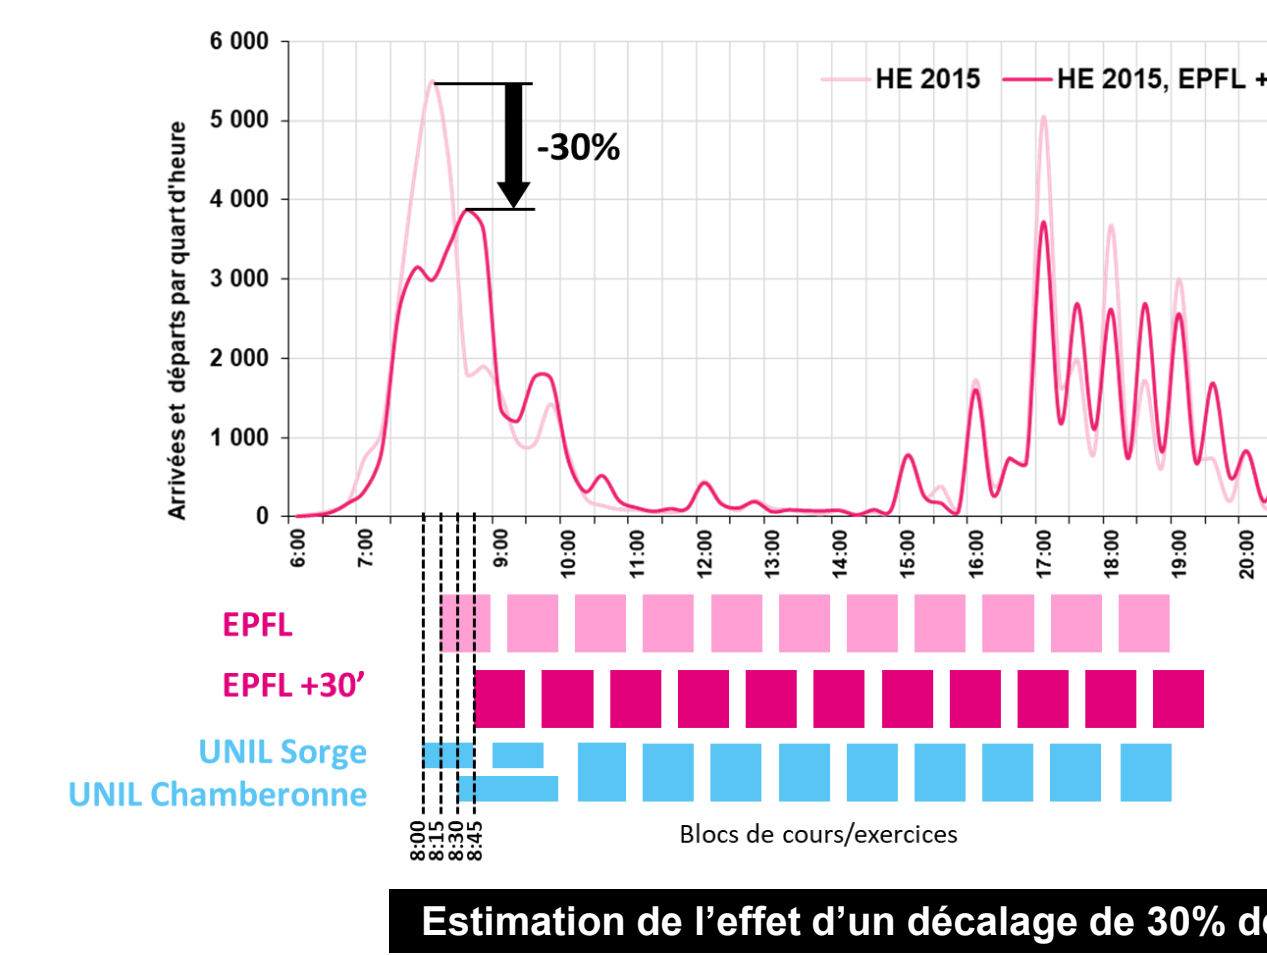 6 000
5 000
4 000
3 000
2 000
1 000
0
Arrivées et départs par quart d'heure
HE 2015
HE 2015, EPFL +
-30%
6:00
7:00
9:00
10:00
11:00
12:00
13:00
14:00
15:00
16:00
17:00
18:00
19:00
20:00
EPFL
EPFL +30’
UNIL Sorge
UNIL Chamberonne
8:00
8:15
8:30
8:45
Blocs de cours/exercices
Estimation de l’effet d’un décalage de 30% de